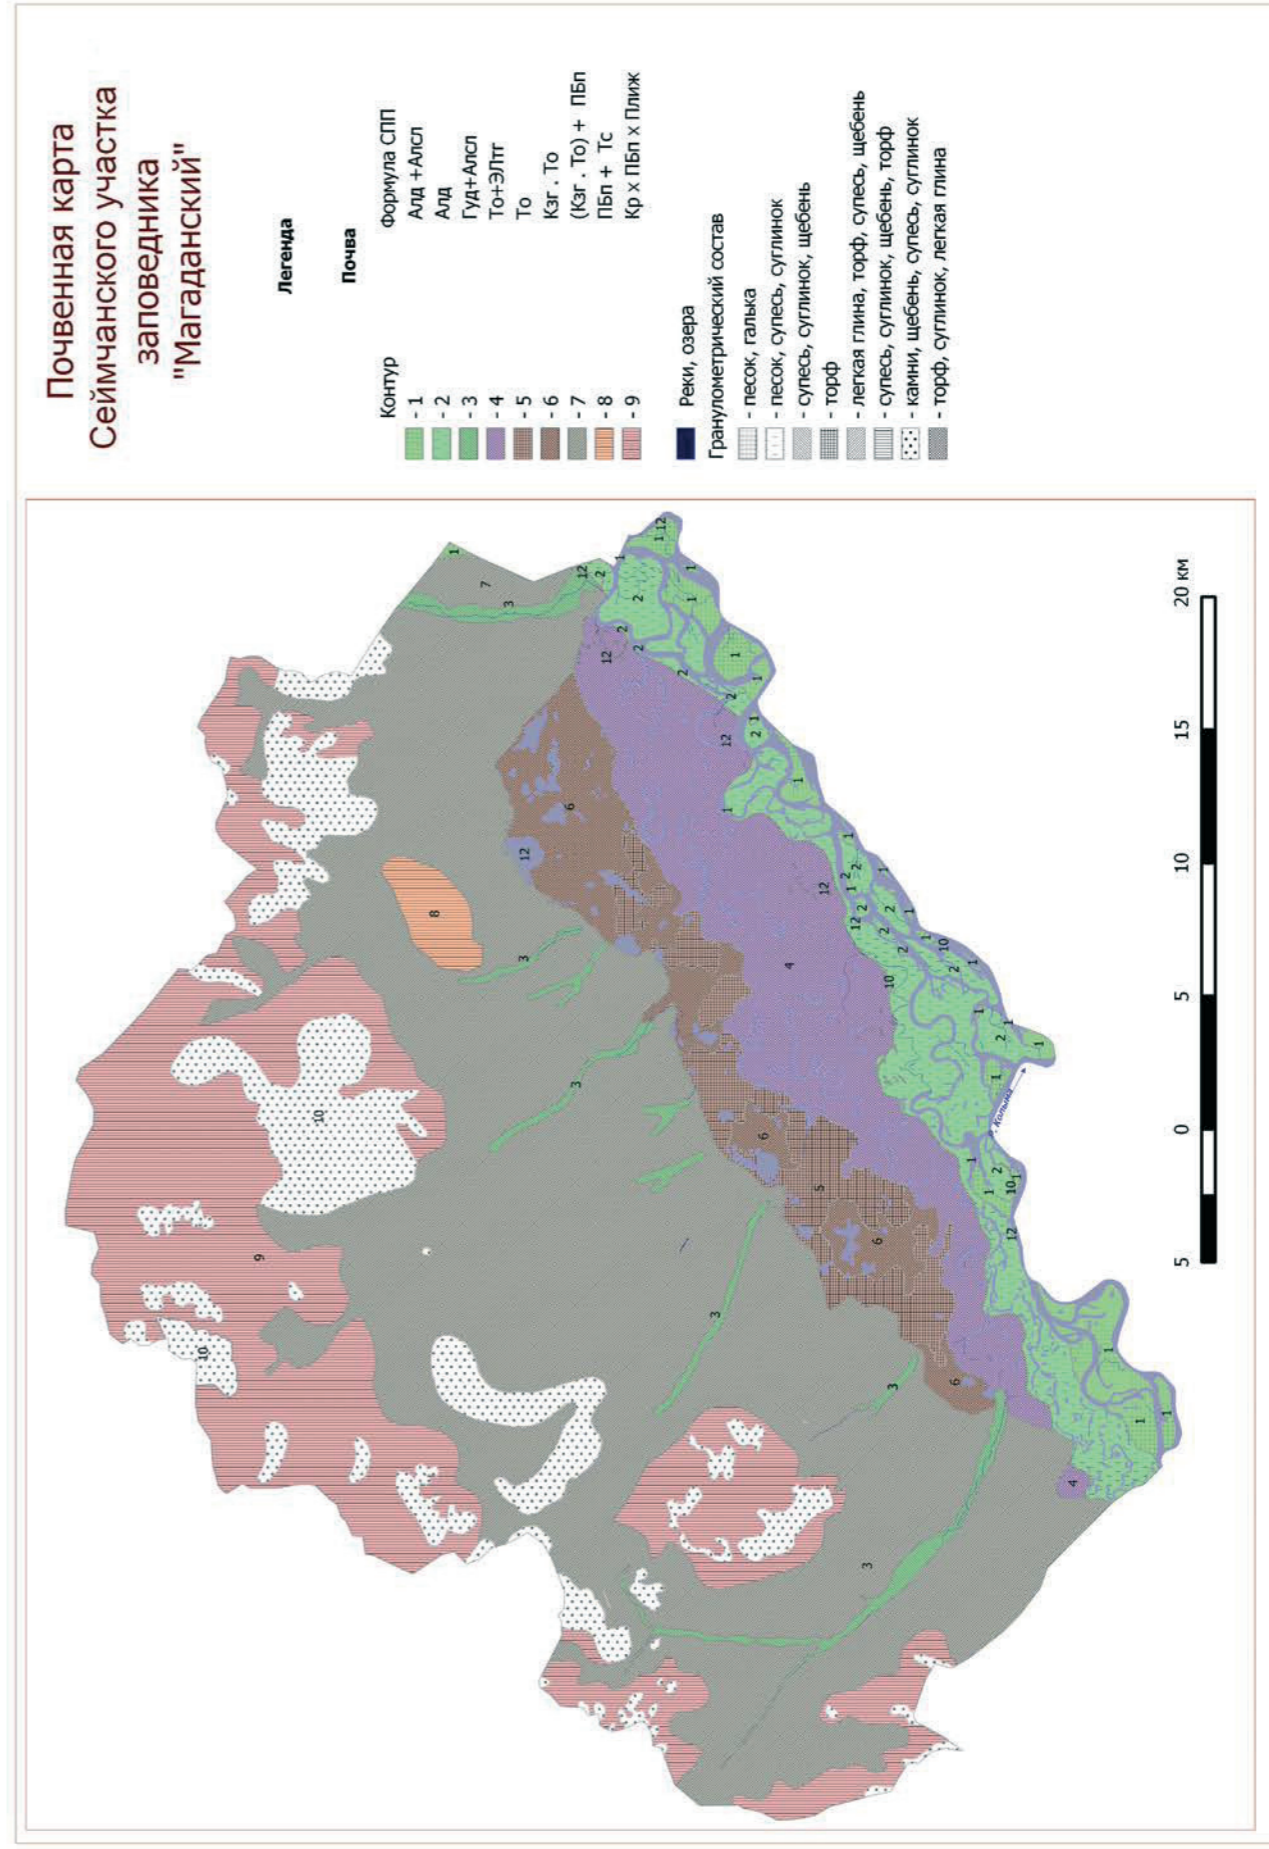 Почвенная карта
Сеймчанского участка
заповедника
"Магаданский"
Легенда
Почва
Контур Формула СПП
- 1 Алд +Алсл
- 2 Алд
- 3 Гуд+Алсл
- 4 То+ЭЛтг
- 5 То
- 6 Кзг . То
- 7 (Кзг . То) + ПБп
- 8 ПБп + Тс
- 9 Кр х ПБп х Плиж
Реки, озера
Гранулометрический состав
- песок, галька
- песок, супесь, суглинок
- супесь, суглинок, щебень
- торф
- легкая глина, торф, супесь, щебень
- супесь, суглинок, щебень, торф
- камни, щебень, супесь, суглинок
- торф, суглинок, легкая глина
р. Колыма
5 0 5 10 15 20 км